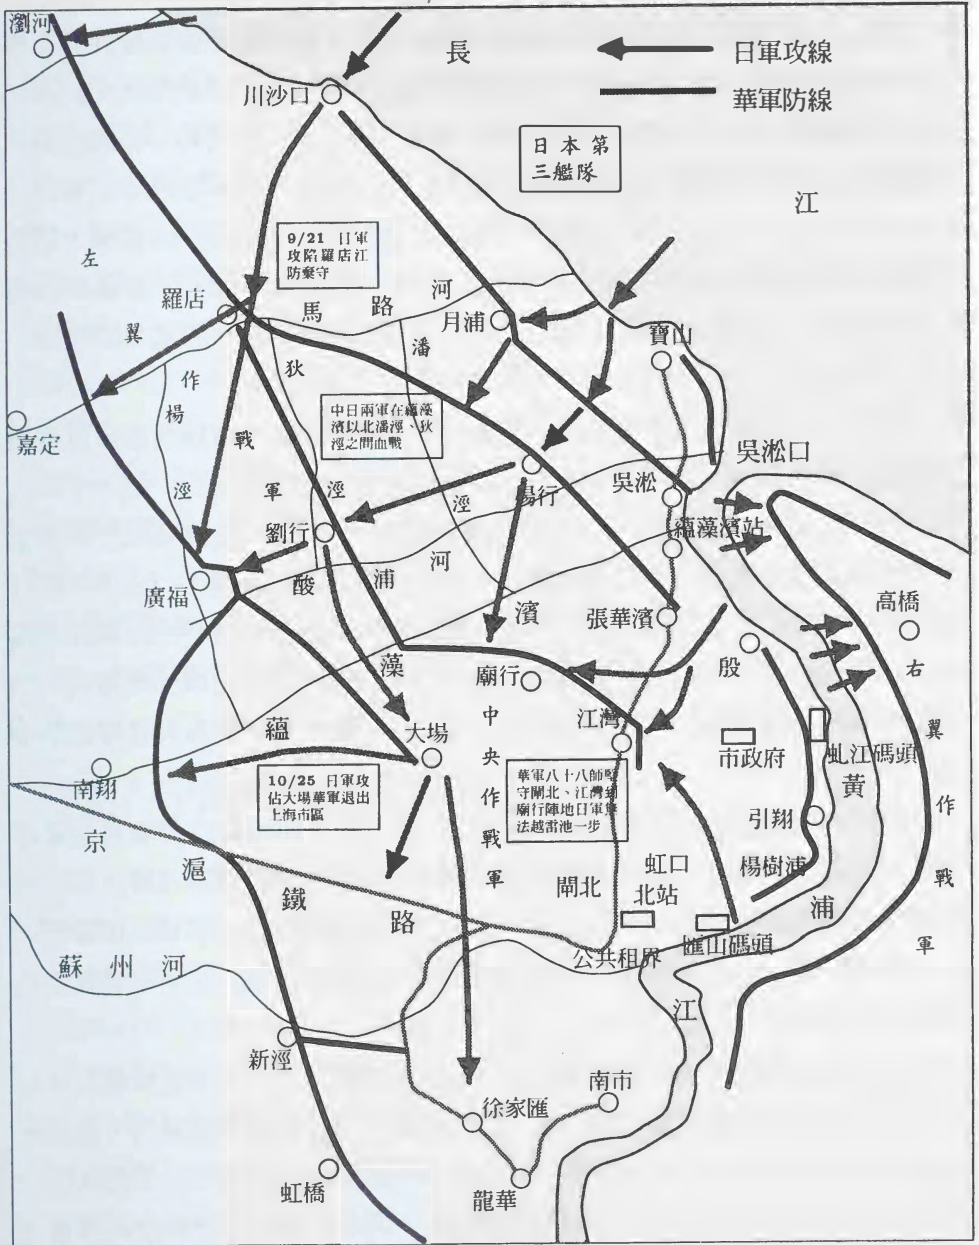 瀏河
長
日軍攻線
華軍防線
川沙口
日本第
三艦隊
江
9/21 日軍
攻陷羅店江
防棄守
左
翼
作
戰
軍
羅店
馬路河
月浦
寶山
潘
涇
狄
涇
楊
涇
中日兩軍在蘊藻
濱以北潘涇、狄
涇之間血戰
嘉定
楊行
吳淞
吳淞口
蘊藻濱站
劉行
酸浦河
廣福
張華濱
高橋
殷
廟行
江灣
蘊
藻
濱
右
翼
作
戰
軍
中
央
作
戰
軍
大場
市政府
虬江碼頭
南翔
10/25 日軍攻
佔大場華軍退出
上海市區
華軍八十八師堅
守閘北、江灣到
廟行陣地日軍無
法越雷池一步
引翔
黃
浦
江
楊樹浦
虹口
北站
閘北
京滬鐵路
匯山碼頭
公共租界
蘇州河
新涇
南市
徐家匯
虹橋
龍華